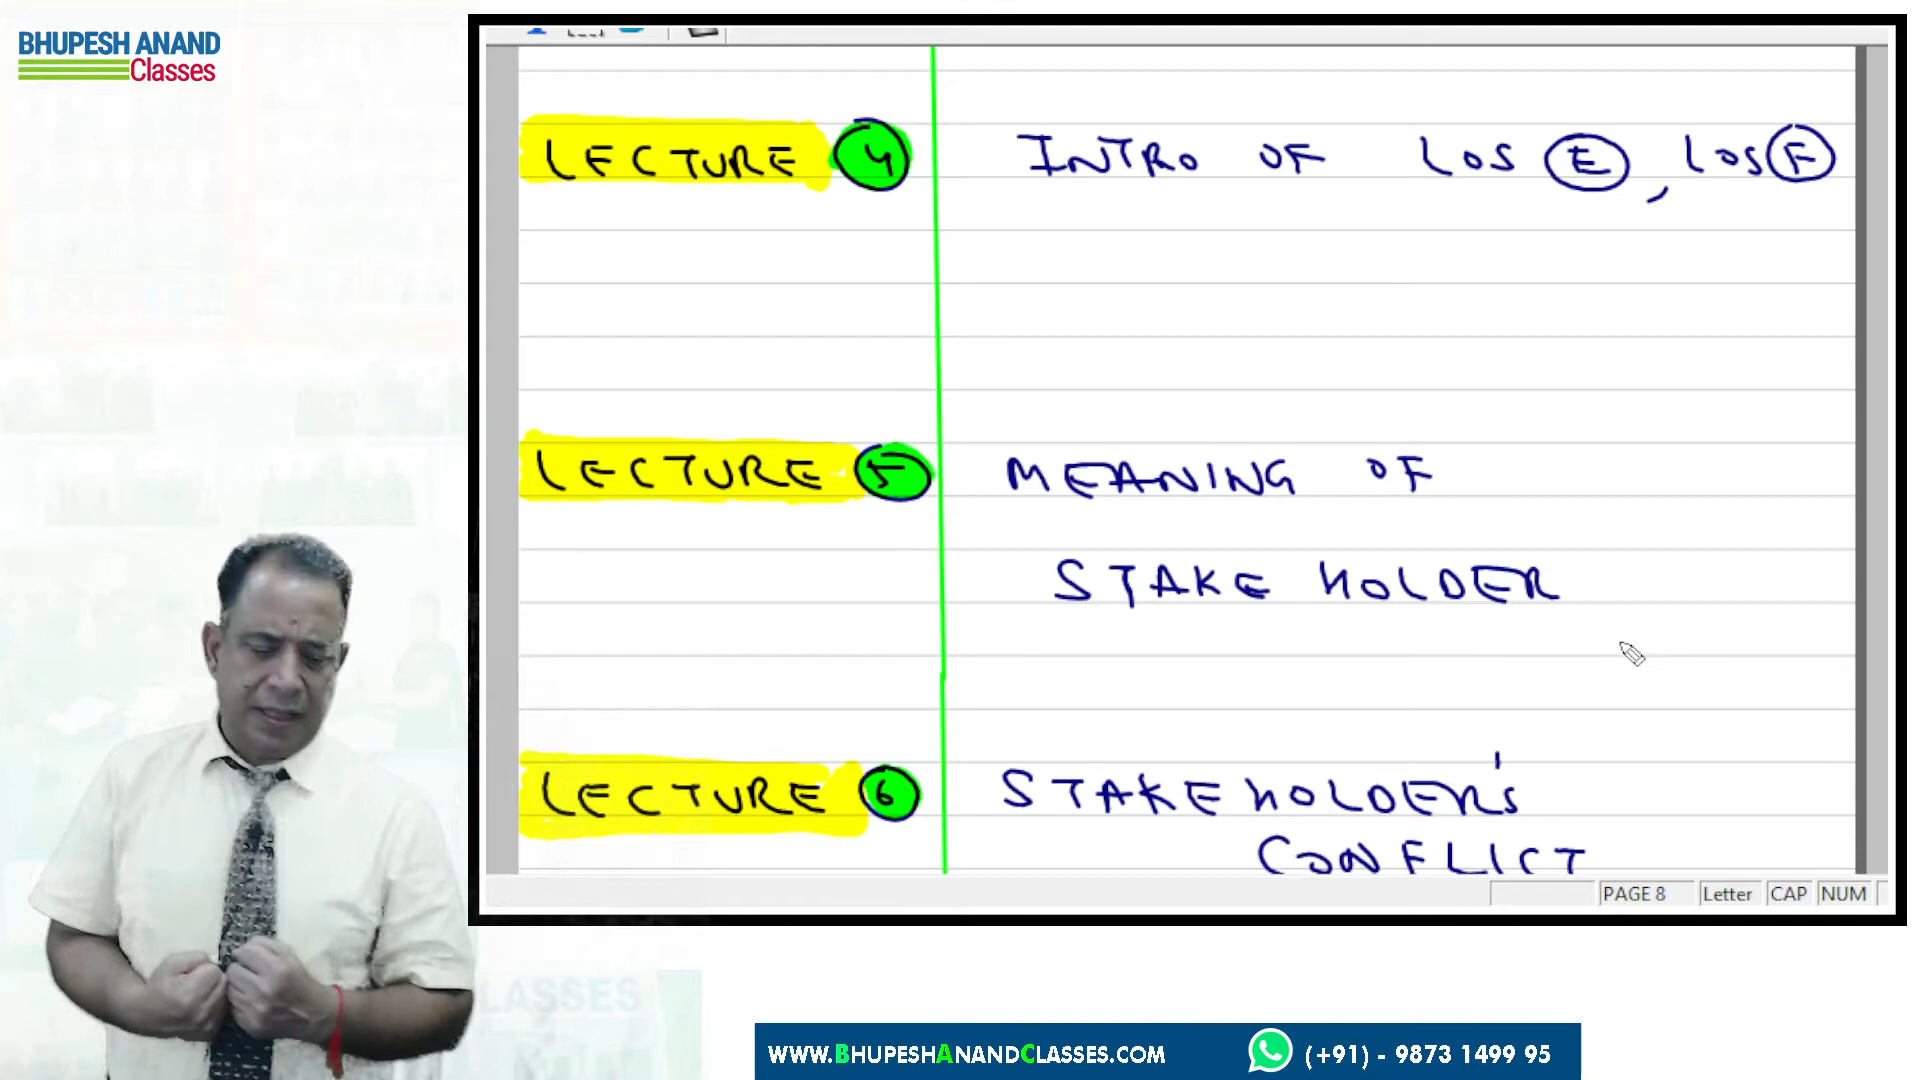 BHUPESH ANAND
Classes
LECTURE 4 INTRO OF LOS E, LOS F
LECTURE 5 MEANING OF
STAKE HOLDER
LECTURE 6 STAKE HOLDER'S
CONFLICT
PAGE 8 Letter CAP NUM
LASSES
WWW.BHUPESHANANDCLASSES.COM (+91) - 9873 1499 95